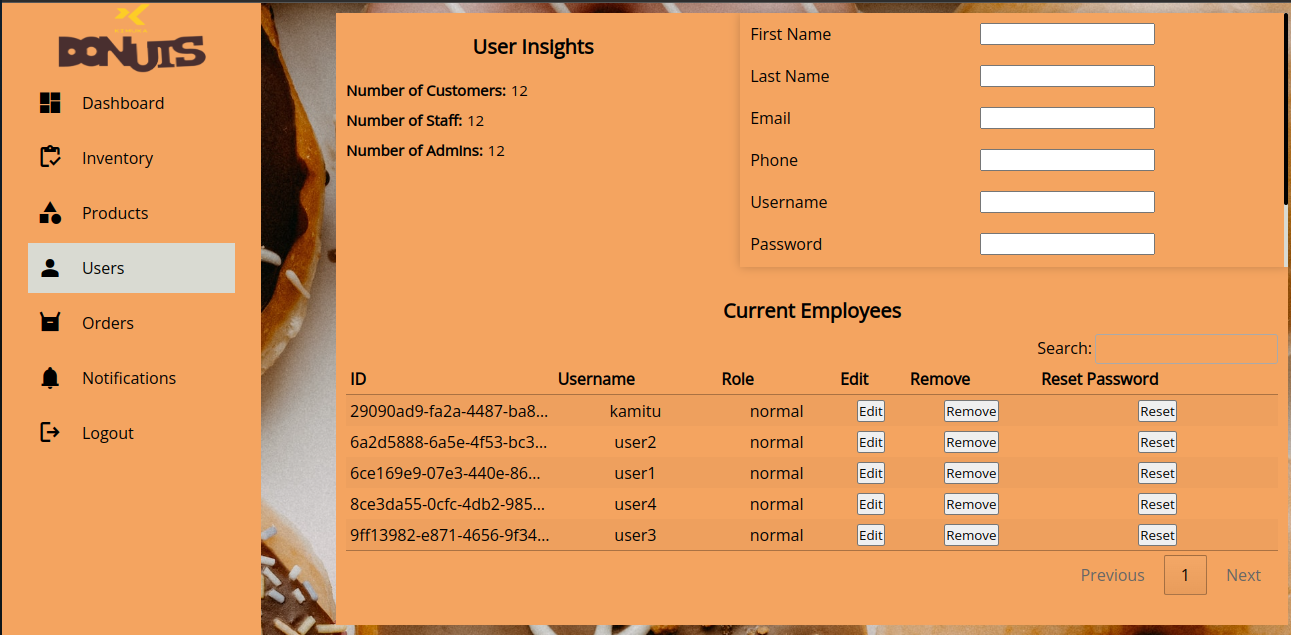 DONUTS
Dashboard
Inventory
Products
Users
Orders
Notifications
Logout
User Insights
Number of Customers: 12
Number of Staff: 12
Number of Admins: 12
First Name
Last Name
Email
Phone
Username
Password
Current Employees
Search:
ID Username Role Edit Remove Reset Password
29090ad9-fa2a-4487-ba8... kamitu normal Edit Remove Reset
6a2d5888-6a5e-4f53-bc3... user2 normal Edit Remove Reset
6ce169e9-07e3-440e-86... user1 normal Edit Remove Reset
8ce3da55-0cfc-4db2-985... user4 normal Edit Remove Reset
9ff13982-e871-4656-9f34... user3 normal Edit Remove Reset
Previous 1 Next